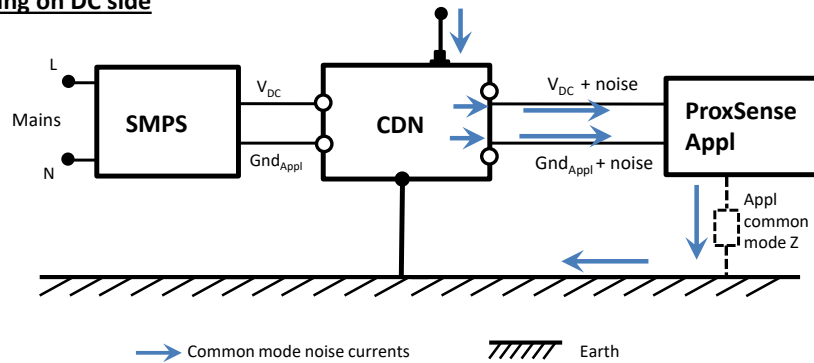 ng on DC side
L
V_DC
V_DC + noise
Mains
SMPS
CDN
ProxSense
Appl
N
Gnd_Appl
Gnd_Appl + noise
Appl
common
mode Z
Common mode noise currents
Earth